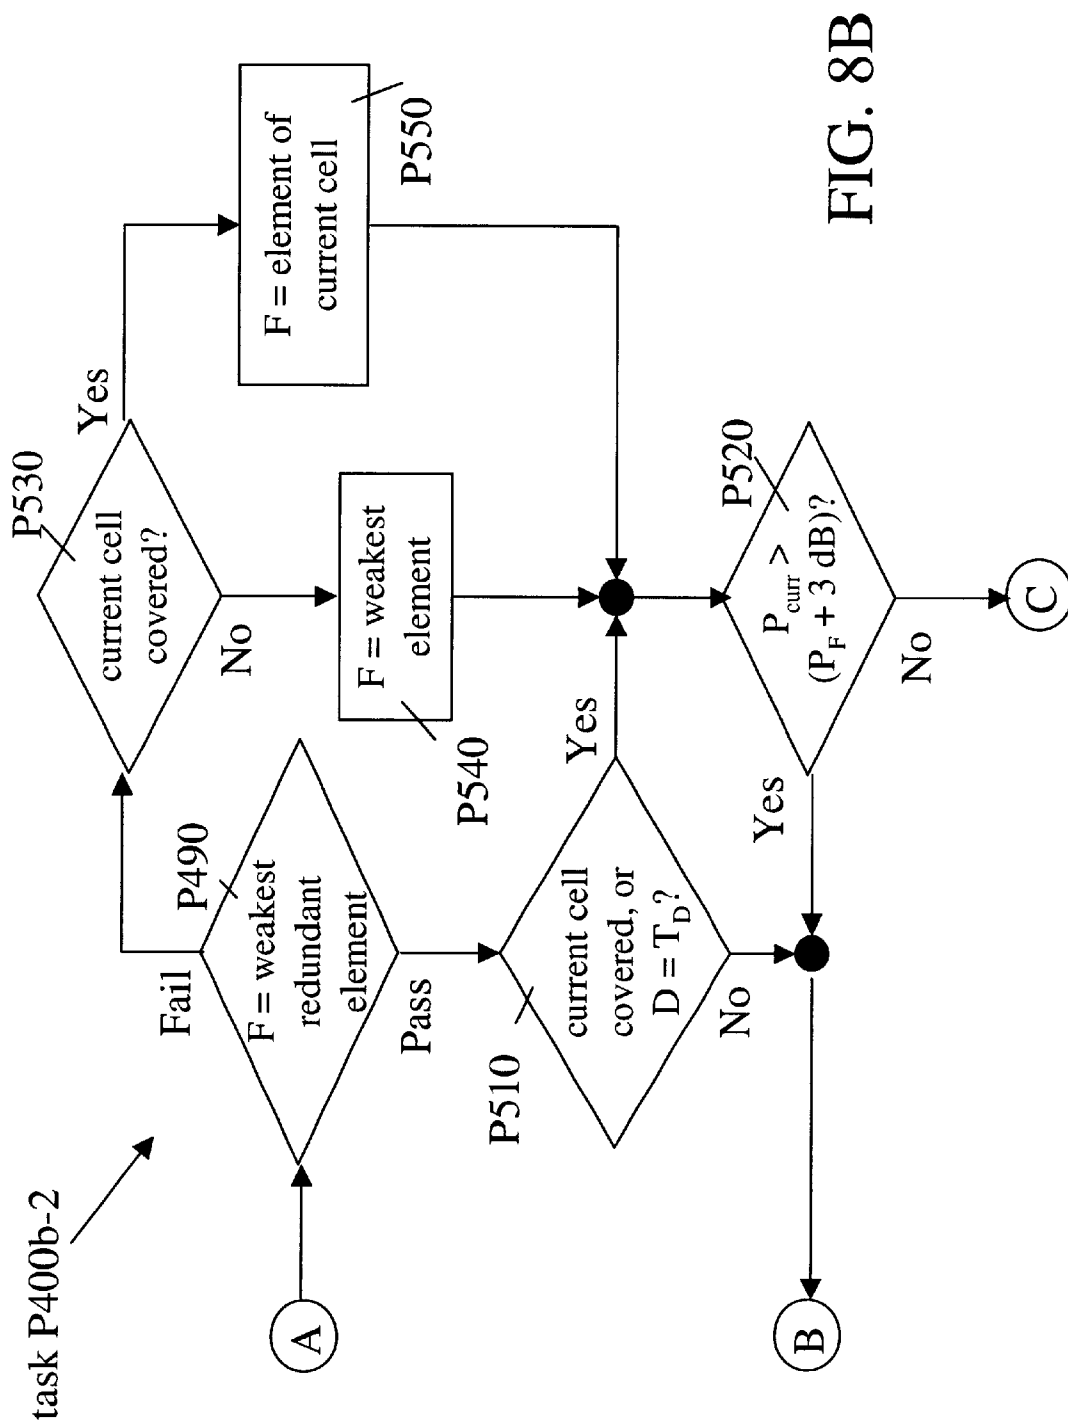 task P400b-2
A
Fail
P490
F = weakest
redundant
element
Pass
P530
current cell
covered?
Yes
No
F = element of
current cell
P550
F = weakest
element
P540
P510
current cell
covered, or
D = T_D?
Yes
No
P520
P_curr >
(P_F + 3 dB)?
Yes
No
B
C
FIG. 8B